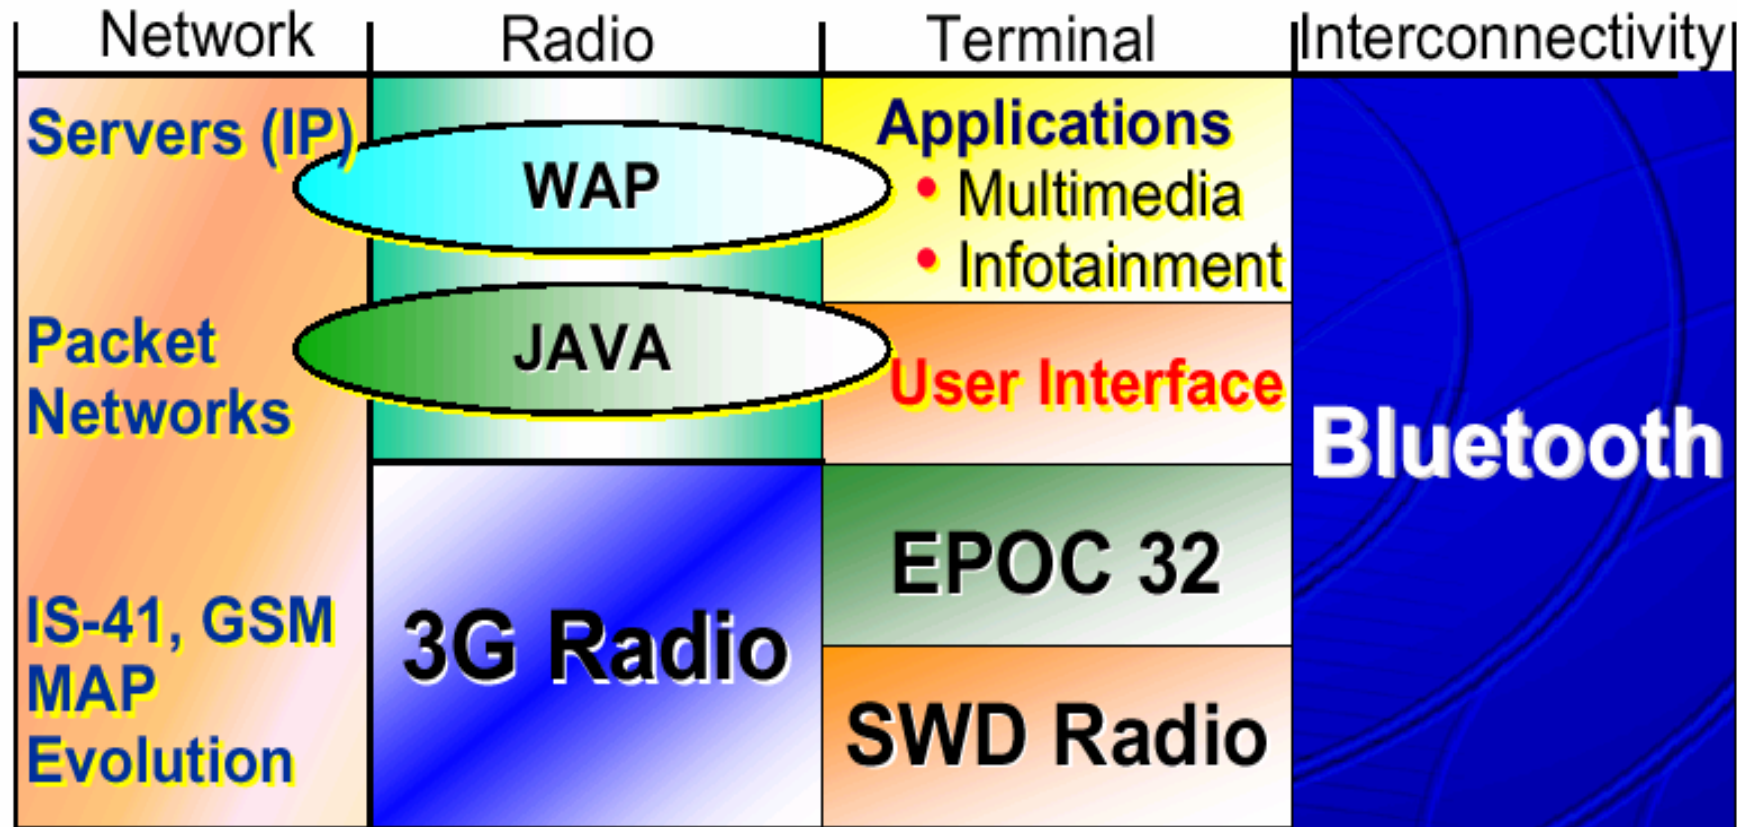 Network
Radio
Terminal
Interconnectivity
Servers (IP)
Packet
Networks
IS-41, GSM
MAP
Evolution
WAP
JAVA
3G Radio
Applications
• Multimedia
• Infotainment
User Interface
EPOC 32
SWD Radio
Bluetooth